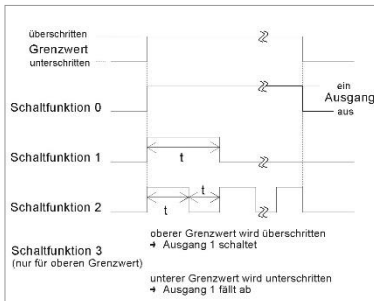 überschritten
Grenzwert
unterschritten
ein
Ausgang
aus
Schaltfunktion 0
Schaltfunktion 1
t
Schaltfunktion 2
t
t
Schaltfunktion 3
(nur für oberen Grenzwert)
oberer Grenzwert wird überschritten
→ Ausgang 1 schaltet
unterer Grenzwert wird unterschritten
→ Ausgang 1 fällt ab